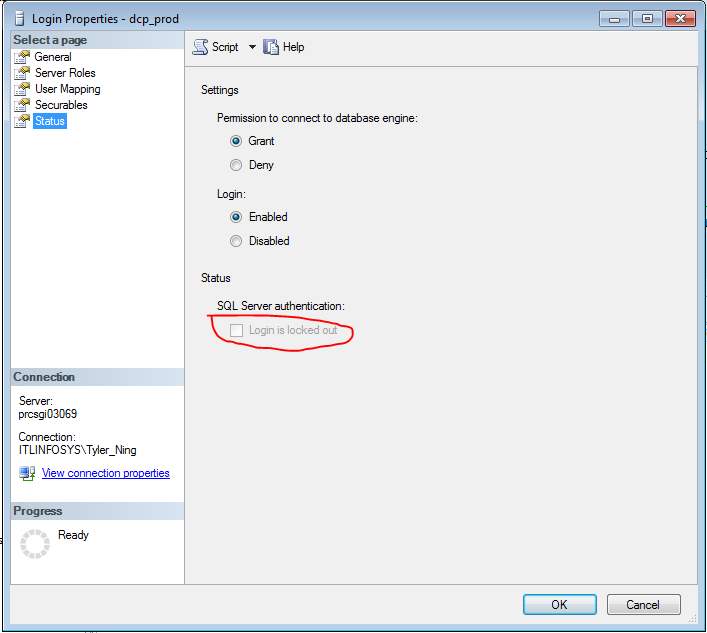 Login Properties - dcp_prod
Select a page
General
Server Roles
User Mapping
Securables
Status
Script
Help
Settings
Permission to connect to database engine:
Grant
Deny
Login:
Enabled
Disabled
Status
SQL Server authentication:
Login is locked out
Connection
Server:
prcsgi03069
Connection:
ITLINFOSYS\Tyler_Ning
View connection properties
Progress
Ready
OK
Cancel